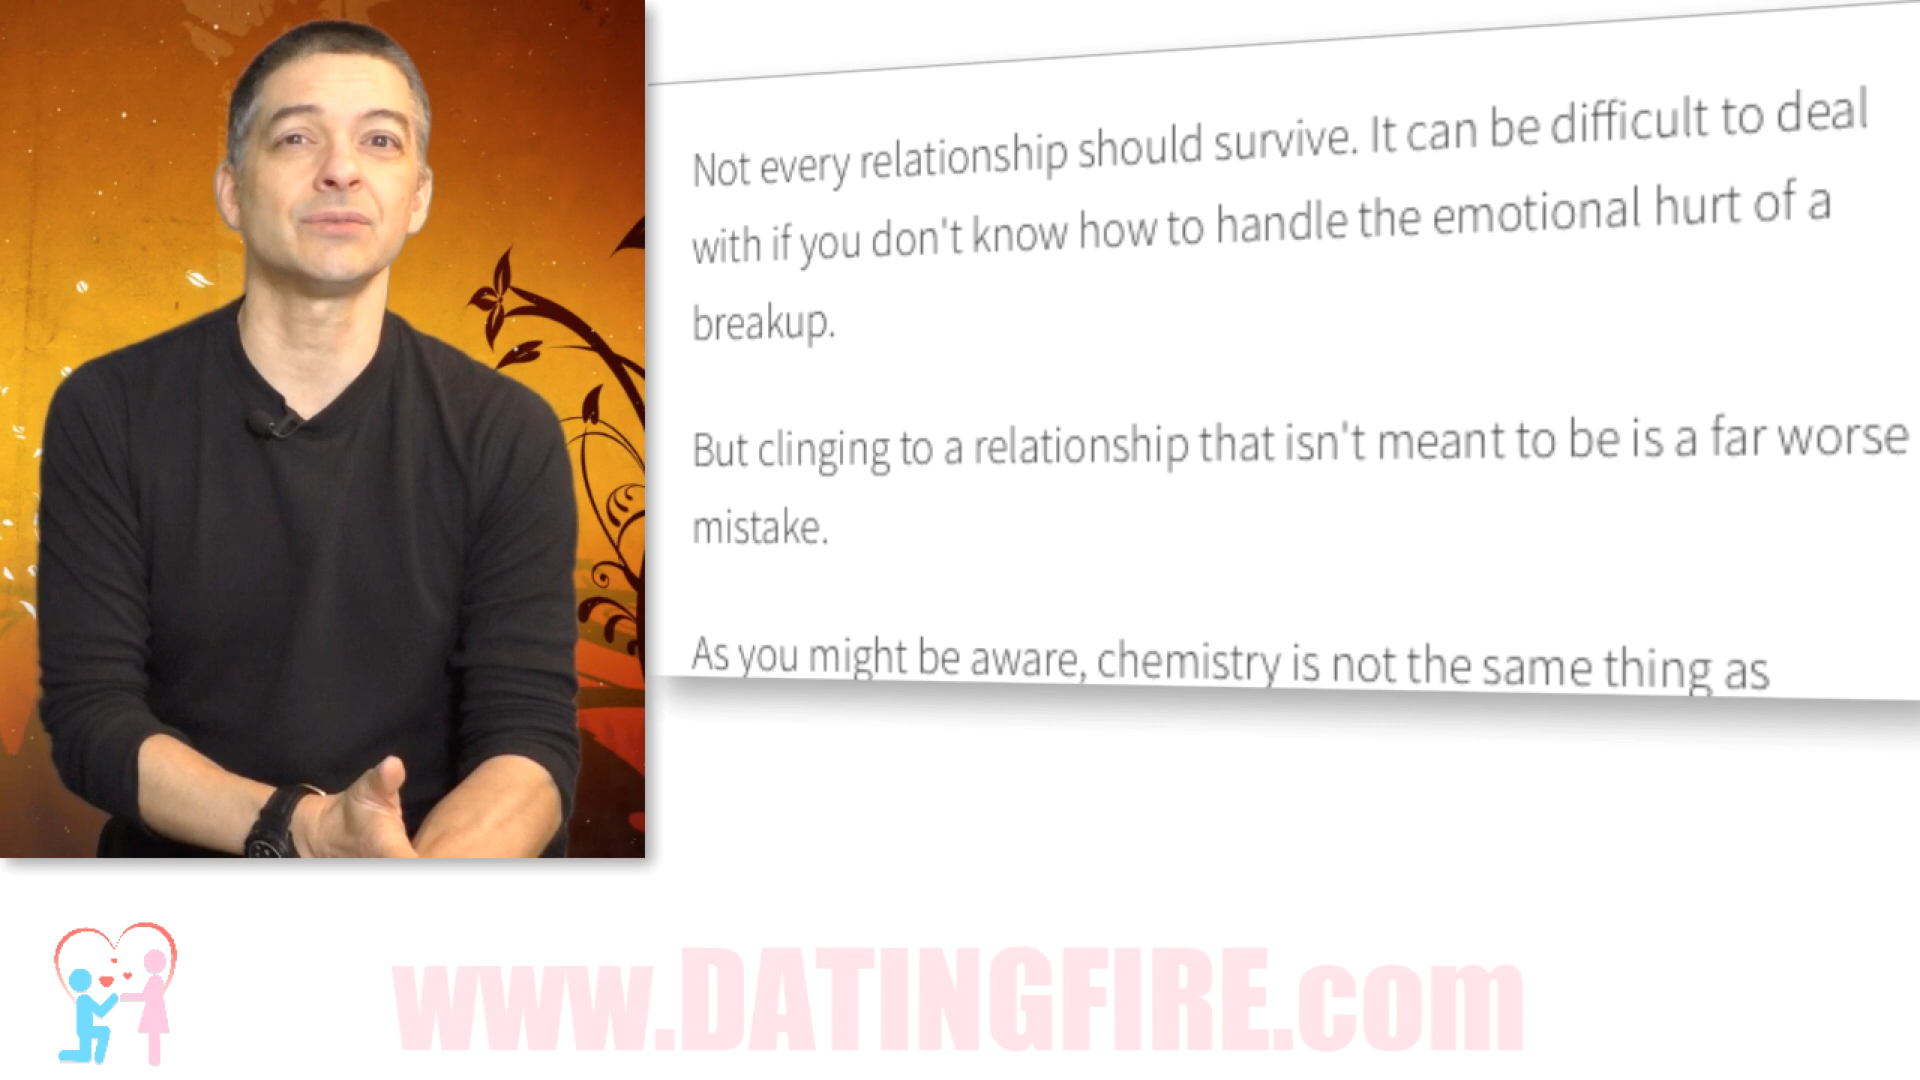 Not every relationship should survive. It can be difficult to deal
with if you don't know how to handle the emotional hurt of a
breakup.
But clinging to a relationship that isn't meant to be is a far worse
mistake.
As you might be aware, chemistry is not the same thing as
www.DATINGFIRE.com